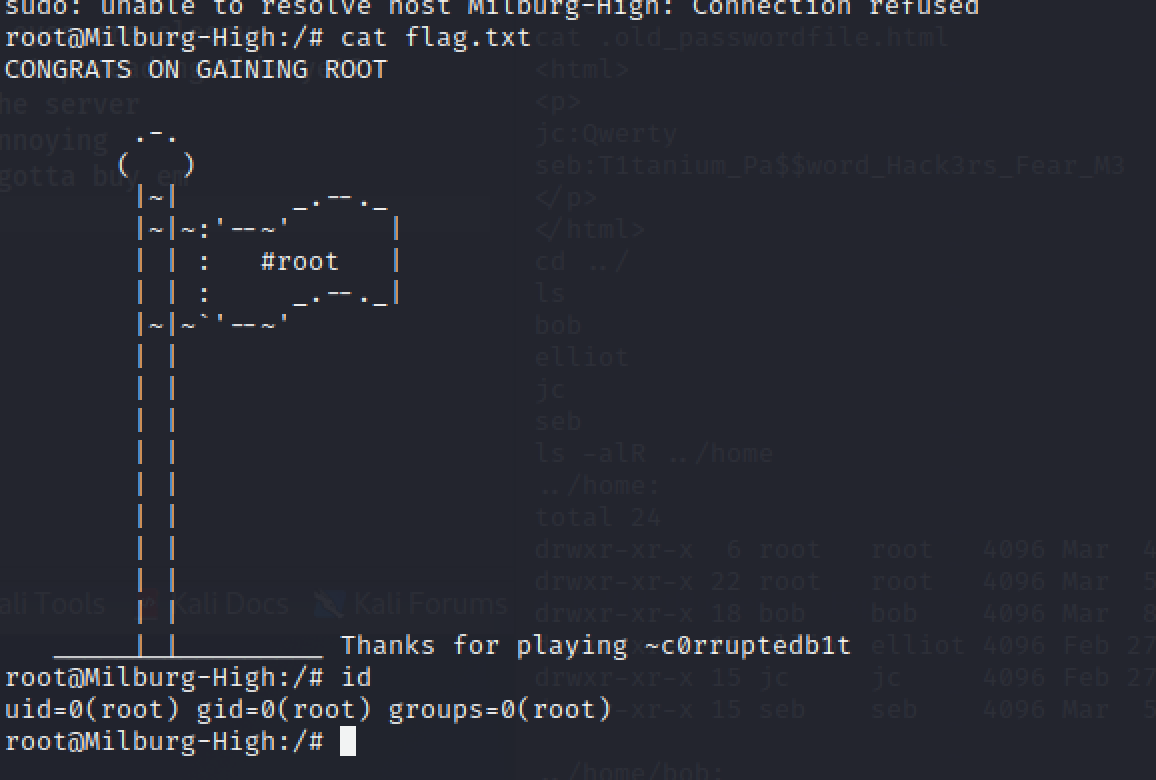 sudo: unable to resolve host Milburg-High: Connection refused
root@Milburg-High:/# cat flag.txt
CONGRATS ON GAINING ROOT
        .-.
       (   )
        |~|       _.--._
        |~|~:'--~'      |
        | | :   #root   |
        | | :     _.--._|
        |~|~`'--~'
        | |
        | |
        | |
        | |
        | |
        | |
        | |
        | |
        | |
   _____|_|_________ Thanks for playing ~c0rruptedb1t
root@Milburg-High:/# id
uid=0(root) gid=0(root) groups=0(root)
root@Milburg-High:/#
he server
nnoying
gotta buy em
cat .old_passwordfile.html
<html>
<p>
jc:Qwerty
seb:T1tanium_Pa$$word_Hack3rs_Fear_M3
</p>
</html>
cd ../
ls
bob
elliot
jc
seb
ls -alR ../home
../home:
total 24
drwxr-xr-x  6 root   root   4096 Mar  4
drwxr-xr-x 22 root   root   4096 Mar  5
drwxr-xr-x 18 bob    bob    4096 Mar  8
elliot 4096 Feb 27
-xr-x 15 jc     jc     4096 Feb 27
-xr-x 15 seb    seb    4096 Mar  5
../home/bob:
ali Tools
Kali Docs
Kali Forums